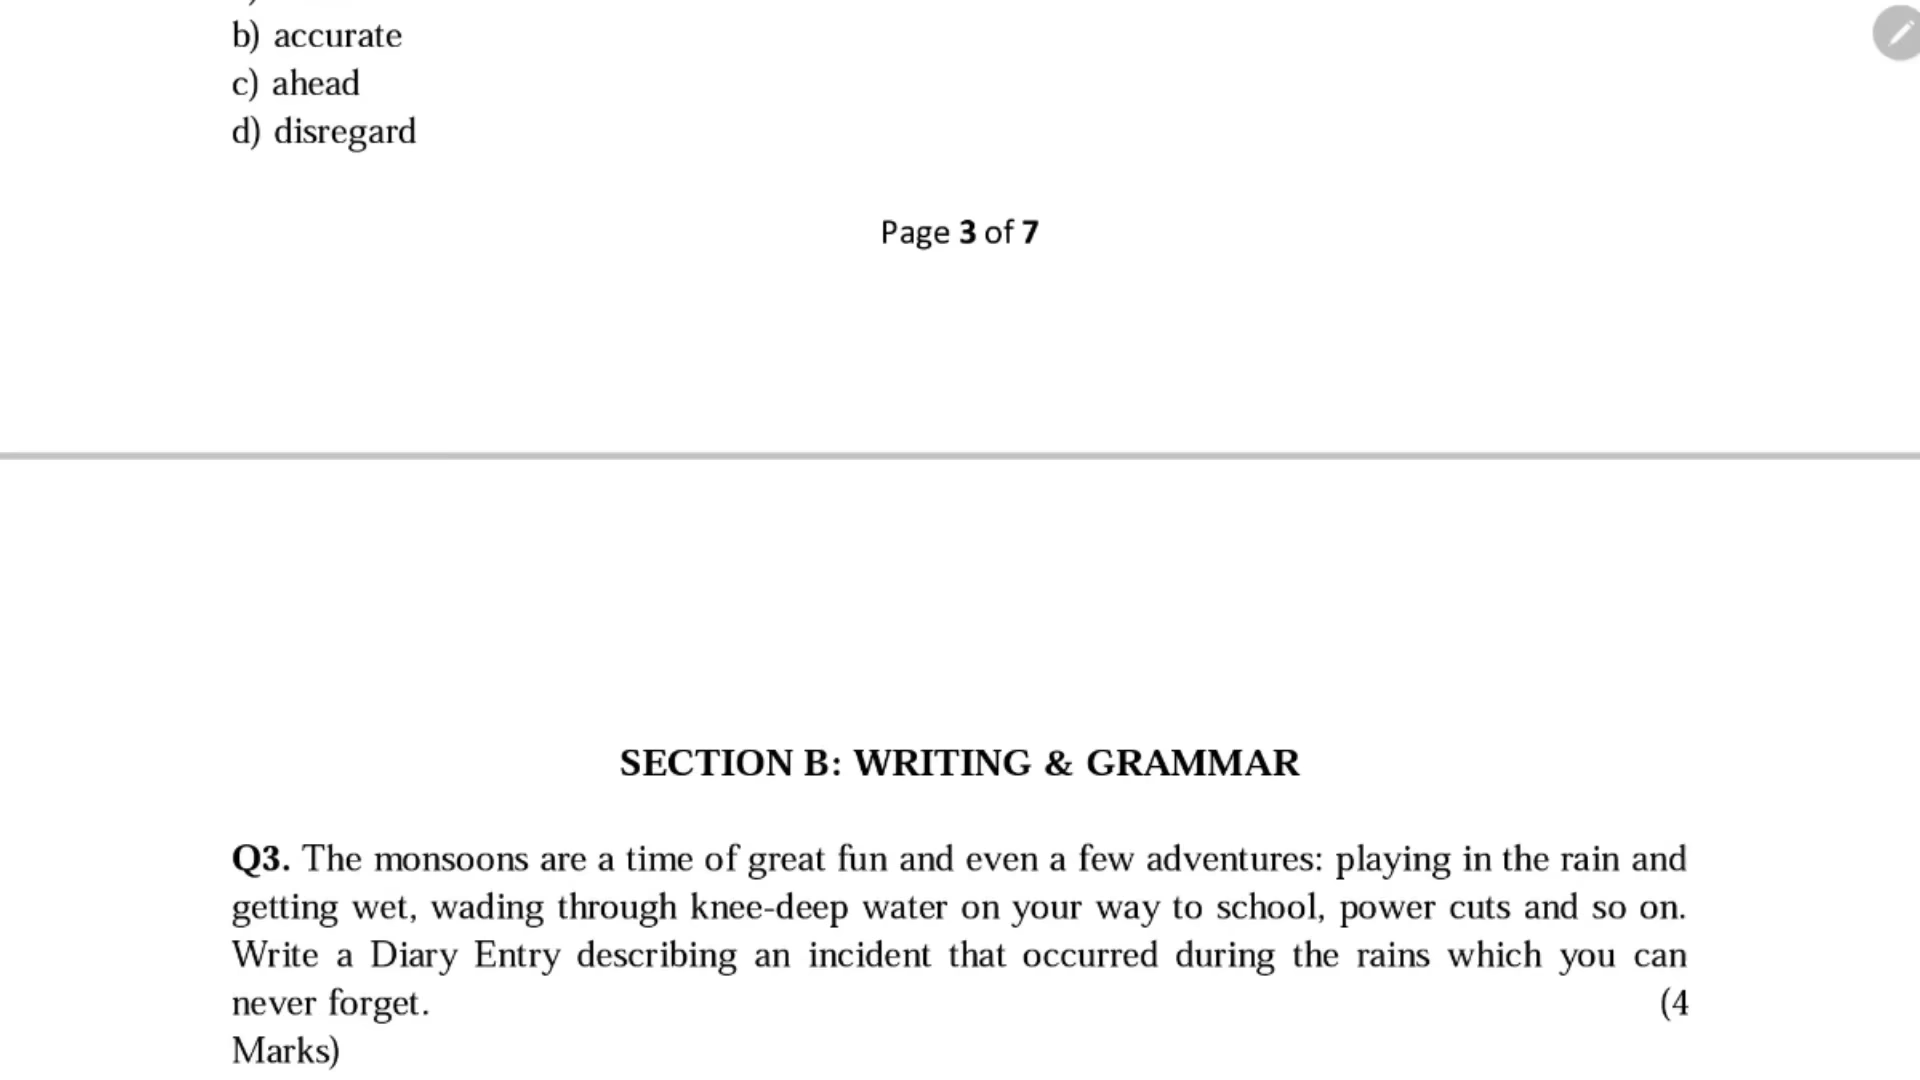 b) accurate
c) ahead
d) disregard
Page 3 of 7
SECTION B: WRITING & GRAMMAR
Q3. The monsoons are a time of great fun and even a few adventures: playing in the rain and
getting wet, wading through knee-deep water on your way to school, power cuts and so on.
Write a Diary Entry describing an incident that occurred during the rains which you can
never forget. (4
Marks)